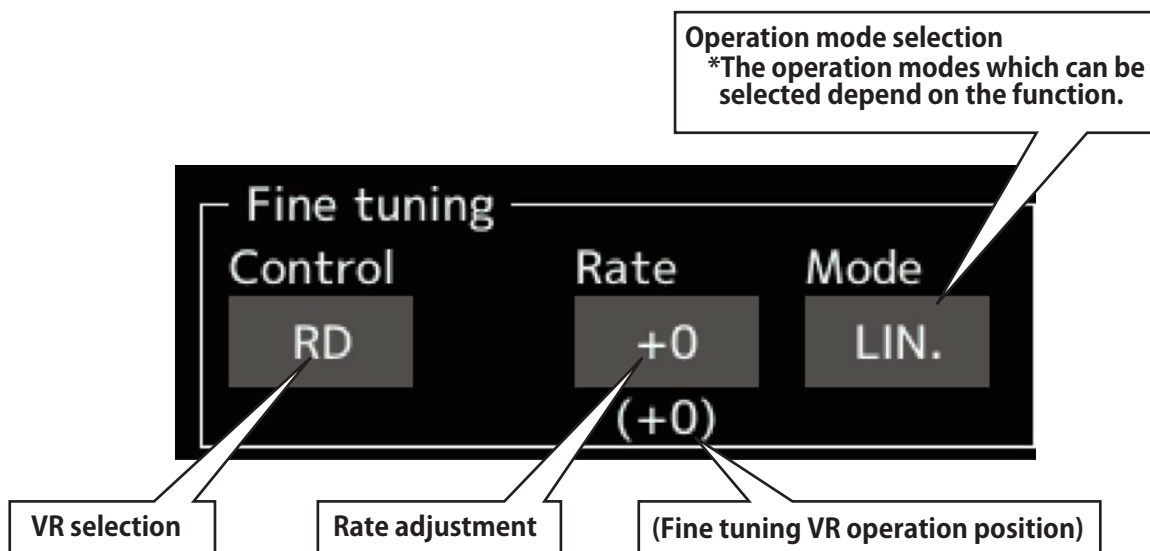 Operation mode selection
*The operation modes which can be
selected depend on the function.
Fine tuning
Control Rate Mode
RD +0 LIN.
(+0)
VR selection Rate adjustment (Fine tuning VR operation position)